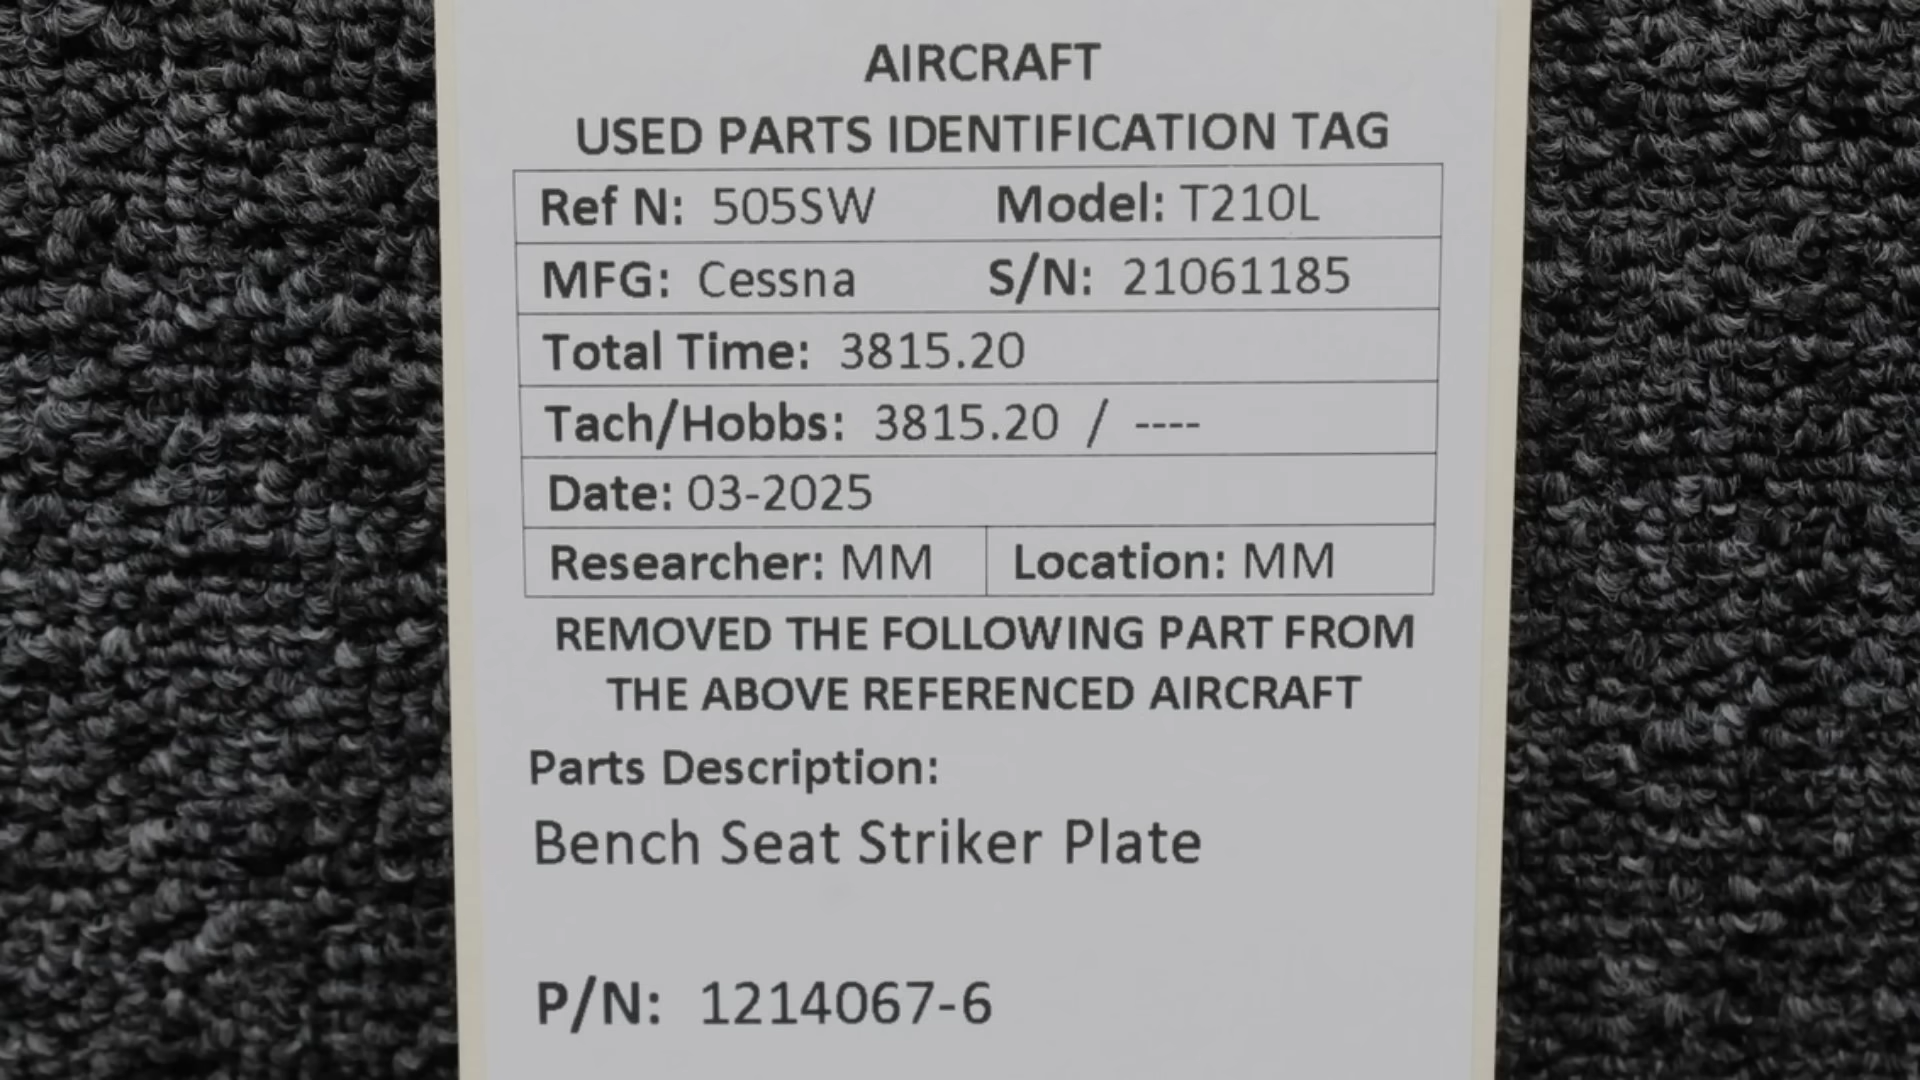 AIRCRAFT
USED PARTS IDENTIFICATION TAG
Ref N: 505SW Model: T210L
MFG: Cessna S/N: 21061185
Total Time: 3815.20
Tach/Hobbs: 3815.20 / ----
Date: 03-2025
Researcher: MM Location: MM
REMOVED THE FOLLOWING PART FROM
THE ABOVE REFERENCED AIRCRAFT
Parts Description:
Bench Seat Striker Plate
P/N: 1214067-6